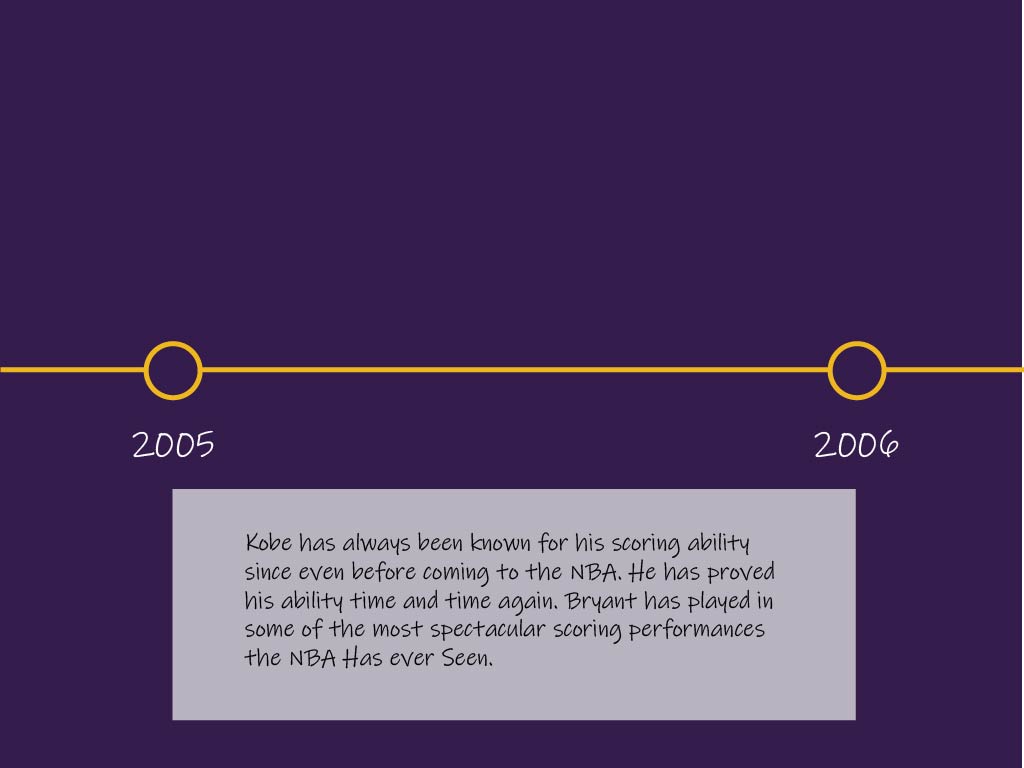 2005
2006
Kobe has always been known for his scoring ability
since even before coming to the NBA. He has proved
his ability time and time again. Bryant has played in
some of the most spectacular scoring performances
the NBA Has ever Seen.